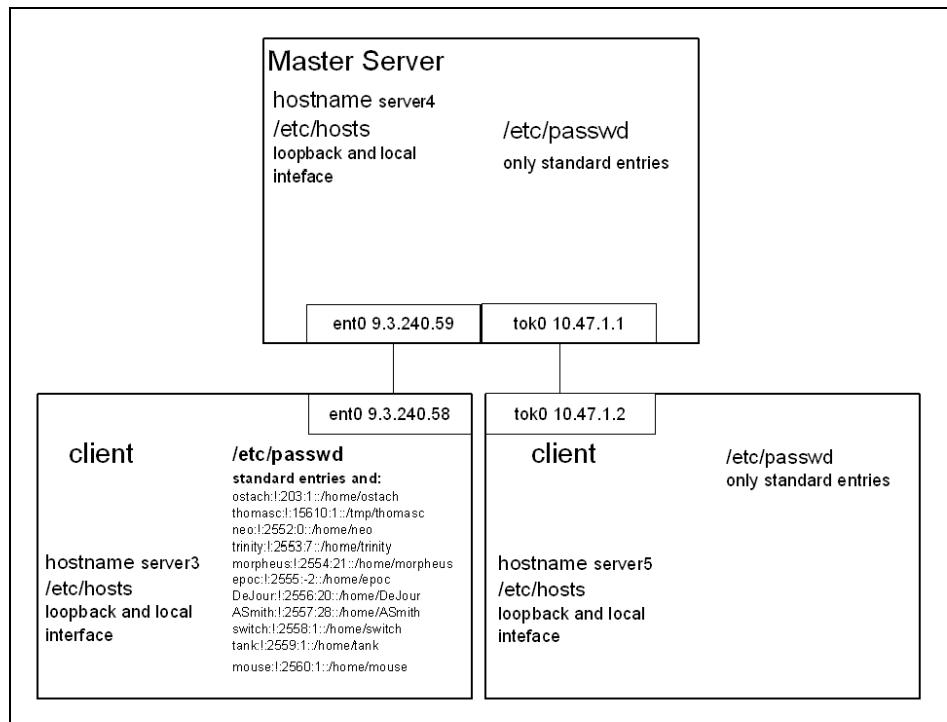 Master Server
hostname server4
/etc/hosts
loopback and local
inteface
/etc/passwd
only standard entries
ent0 9.3.240.59
tok0 10.47.1.1
ent0 9.3.240.58
client
/etc/passwd
standard entries and:
ostach:!:203:1::/home/ostach
thomasc:!:15610:1::/tmp/thomasc
neo:!:2552:0::/home/neo
trinity:!:2553:7::/home/trinity
morpheus:!:2554:21::/home/morpheus
epoc:!:2555:-2::/home/epoc
DeJour:!:2556:20::/home/DeJour
ASmith:!:2557:28::/home/ASmith
switch:!:2558:1::/home/switch
tank:!:2559:1::/home/tank
mouse:!:2560:1::/home/mouse
hostname server3
/etc/hosts
loopback and local
interface
tok0 10.47.1.2
client
/etc/passwd
only standard entries
hostname server5
/etc/hosts
loopback and local
inteface